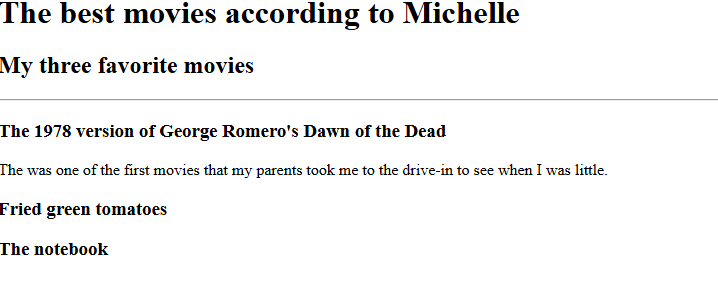 The best movies according to Michelle
My three favorite movies
The 1978 version of George Romero's Dawn of the Dead
The was one of the first movies that my parents took me to the drive-in to see when I was little.
Fried green tomatoes
The notebook